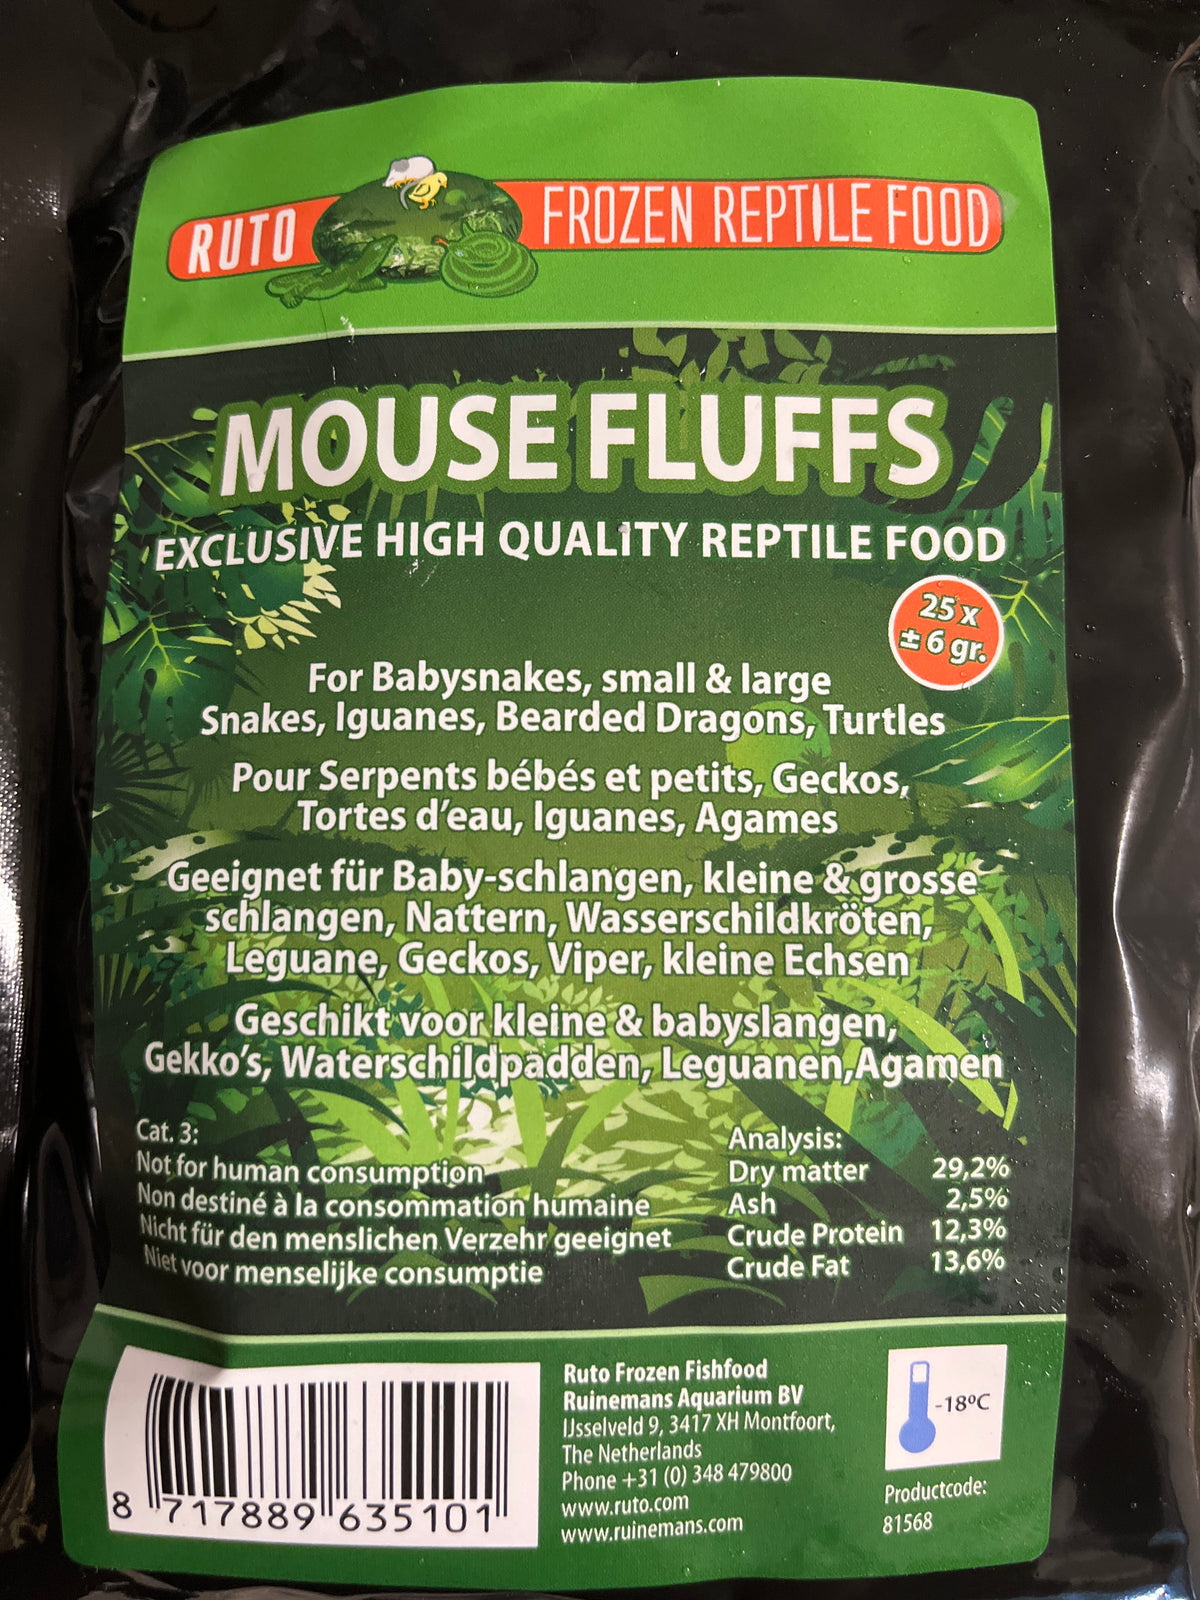 RUTO FROZEN REPTILE FOOD
MOUSE FLUFFS
EXCLUSIVE HIGH QUALITY REPTILE FOOD
25 x
± 6 gr.
For Babysnakes, small & large
Snakes, Iguanes, Bearded Dragons, Turtles
Pour Serpents bébés et petits, Geckos,
Tortes d'eau, Iguanes, Agames
Geeignet für Baby-schlangen, kleine & grosse
schlangen, Nattern, Wasserschildkröten,
Leguane, Geckos, Viper, kleine Echsen
Geschikt voor kleine & babyslangen,
Gekko's, Waterschildpadden, Leguanen,Agamen
Cat. 3:
Not for human consumption
Non destiné à la consommation humaine
Nicht für den menslichen Verzehr geeignet
Niet voor menselijke consumptie
Analysis:
Dry matter 29,2%
Ash 2,5%
Crude Protein 12,3%
Crude Fat 13,6%
8 717889 635101
Ruto Frozen Fishfood
Ruinemans Aquarium BV
IJsselveld 9, 3417 XH Montfoort,
The Netherlands
Phone +31 (0) 348 479800
www.ruto.com
www.ruinemans.com
-18ºC
Productcode:
81568